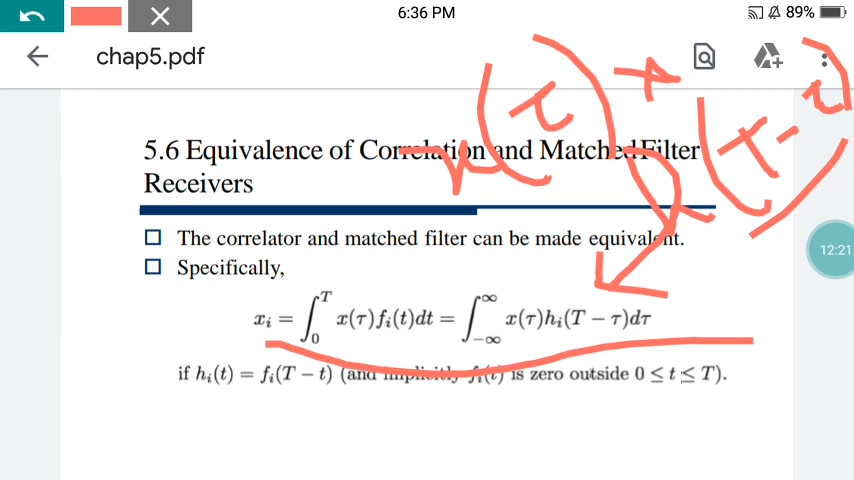 6:36 PM 89%
chap5.pdf
x(τ) *
(T-τ)
5.6 Equivalence of Correlation and Matched Filter
Receivers
The correlator and matched filter can be made equivalent.
12:21
Specifically,
x_i = ∫_0^T x(τ)f_i(t)dt = ∫_{-∞}^{∞} x(τ)h_i(T − τ)dτ
if h_i(t) = f_i(T − t) (and implicitly f_i(t) is zero outside 0 ≤ t ≤ T).